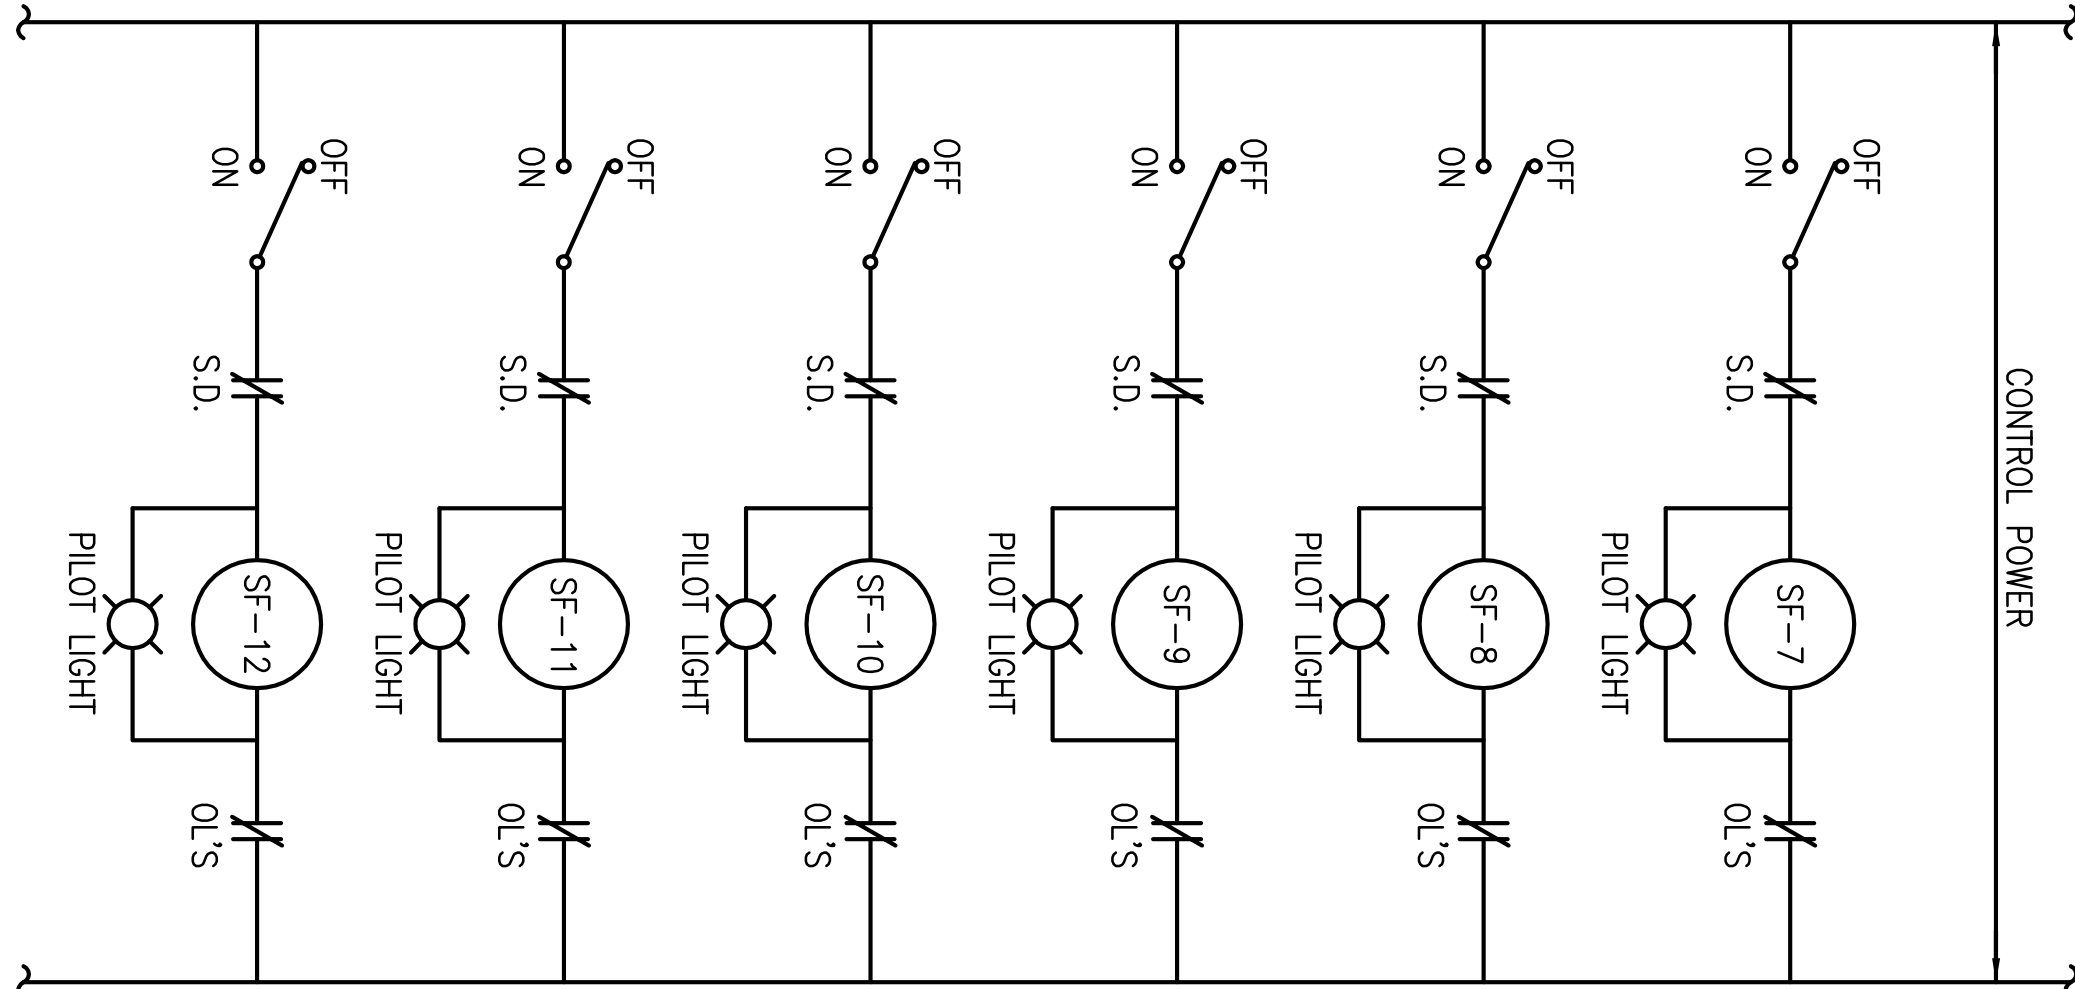 CONTROL POWER
OFF
ON
S.D.
SF-7
PILOT LIGHT
OL'S
OFF
ON
S.D.
SF-8
PILOT LIGHT
OL'S
OFF
ON
S.D.
SF-9
PILOT LIGHT
OL'S
OFF
ON
S.D.
SF-10
PILOT LIGHT
OL'S
OFF
ON
S.D.
SF-11
PILOT LIGHT
OL'S
OFF
ON
S.D.
SF-12
PILOT LIGHT
OL'S